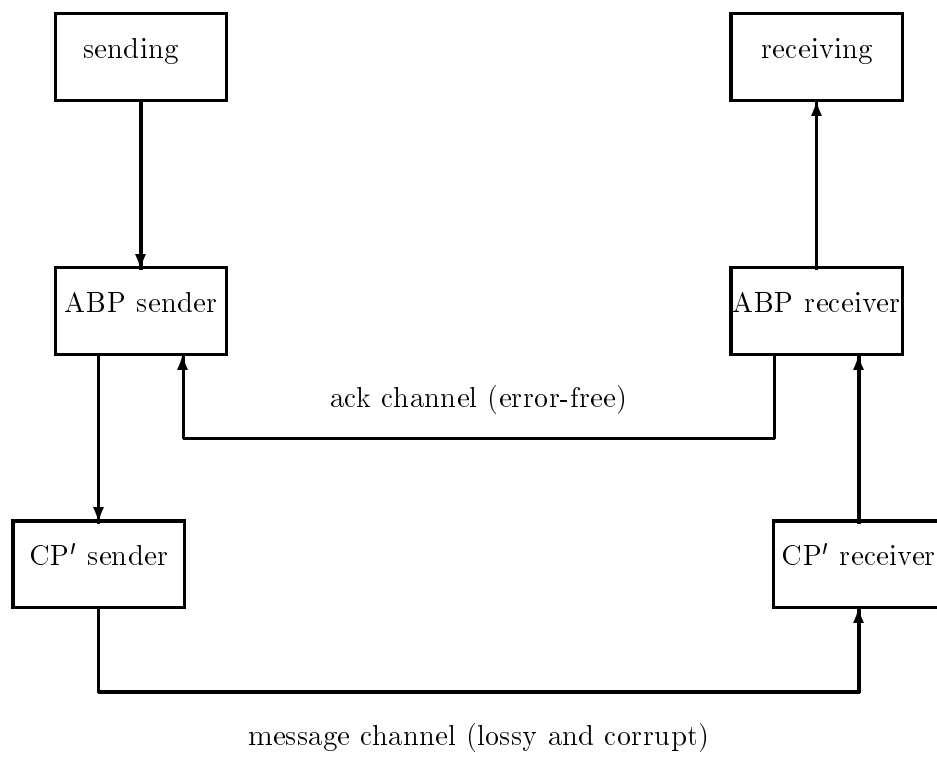 sending
receiving
ABP sender
ABP receiver
ack channel (error-free)
CP′ sender
CP′ receiver
message channel (lossy and corrupt)